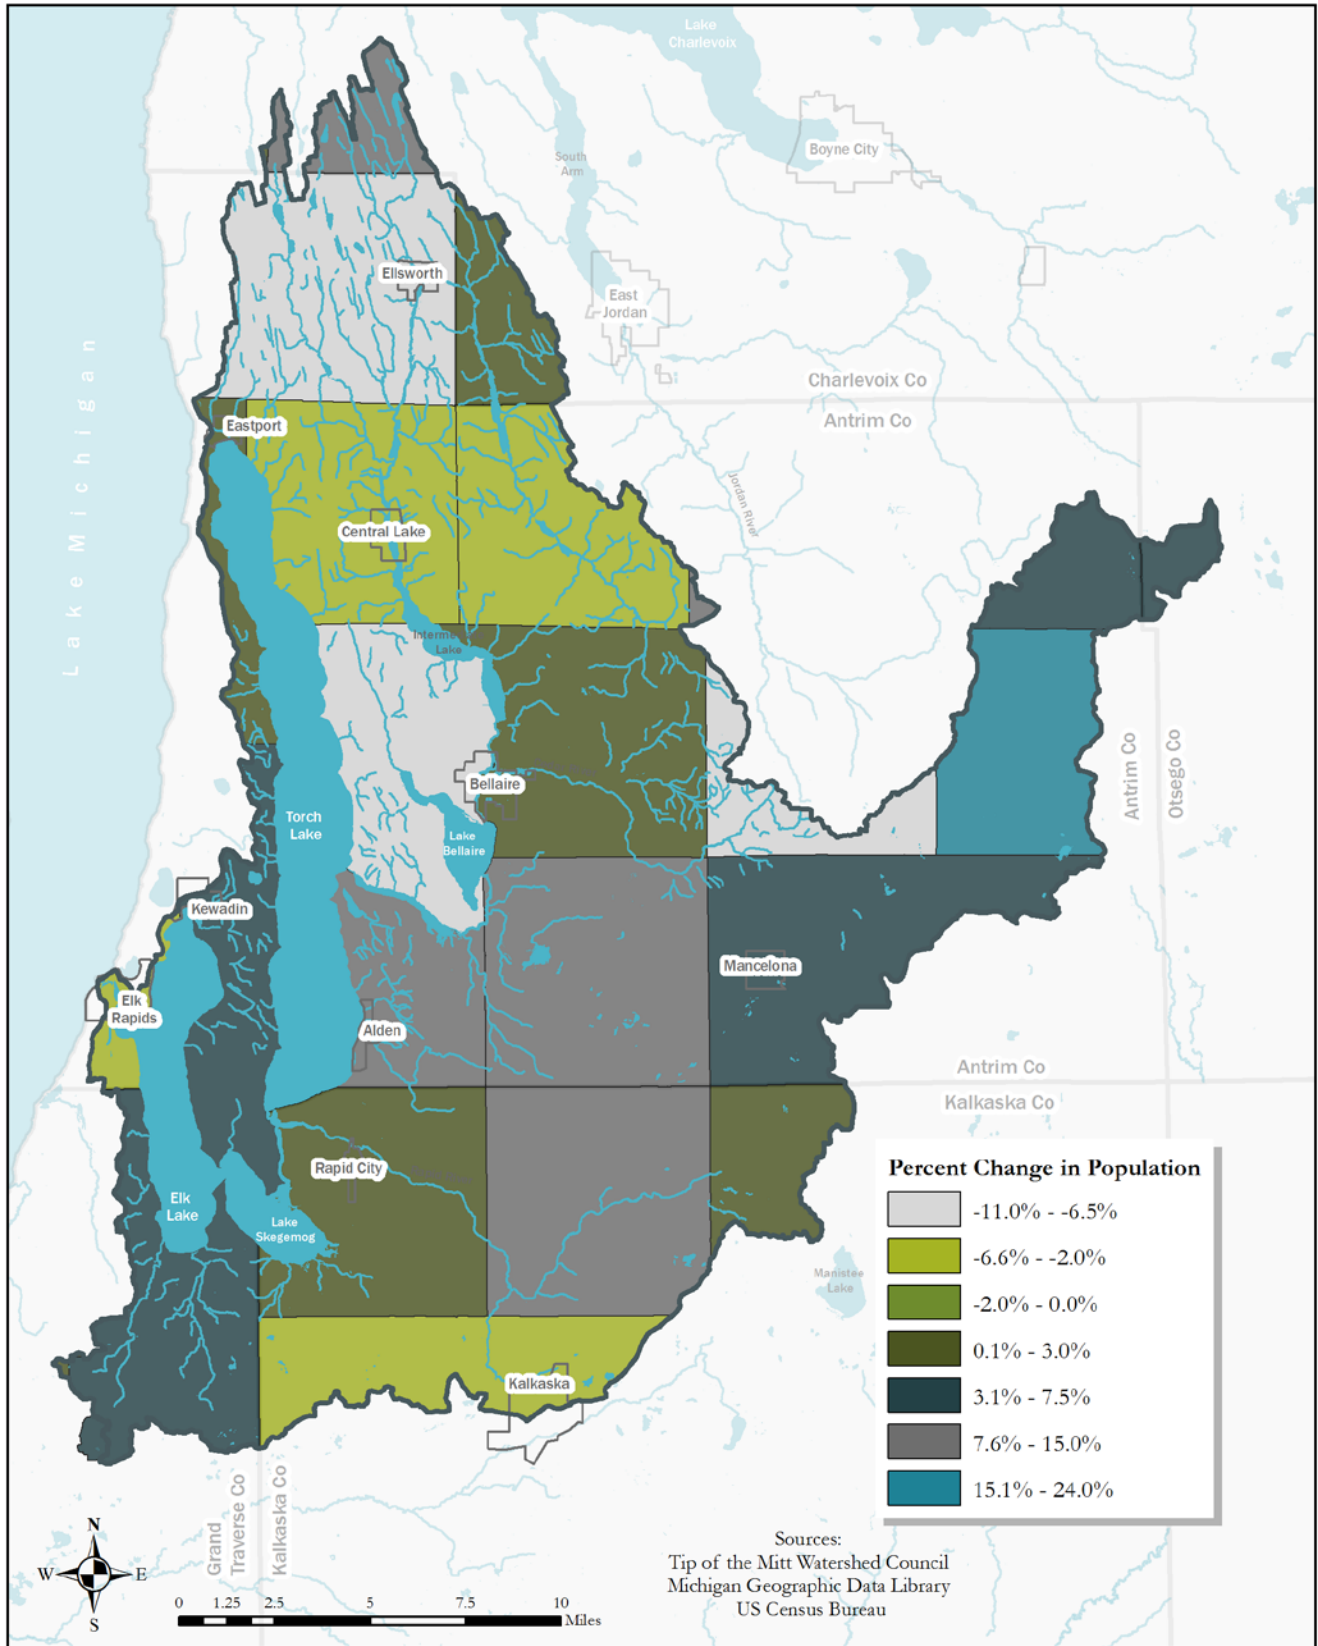 Lake
Charlevoix
Boyne City
South
Arm
Ellsworth
East
Jordan
Lake Michigan
Charlevoix Co
Antrim Co
Eastport
Jordan River
Central Lake
Lake
Bellaire
Torch
Lake
Lake
Bellaire
Antrim Co
Otsego Co
Kewadin
Mancelona
Elk
Rapids
Alden
Antrim Co
Kalkaska Co
Rapid City
Elk
Lake
Lake
Skegemog
Manistee
Lake
Kalkaska
Percent Change in Population
-11.0% - -6.5%
-6.6% - -2.0%
-2.0% - 0.0%
0.1% - 3.0%
3.1% - 7.5%
7.6% - 15.0%
15.1% - 24.0%
Grand
Traverse Co
Kalkaska Co
N
W E
S
0 1.25 2.5 5 7.5 10
Miles
Sources:
Tip of the Mitt Watershed Council
Michigan Geographic Data Library
US Census Bureau